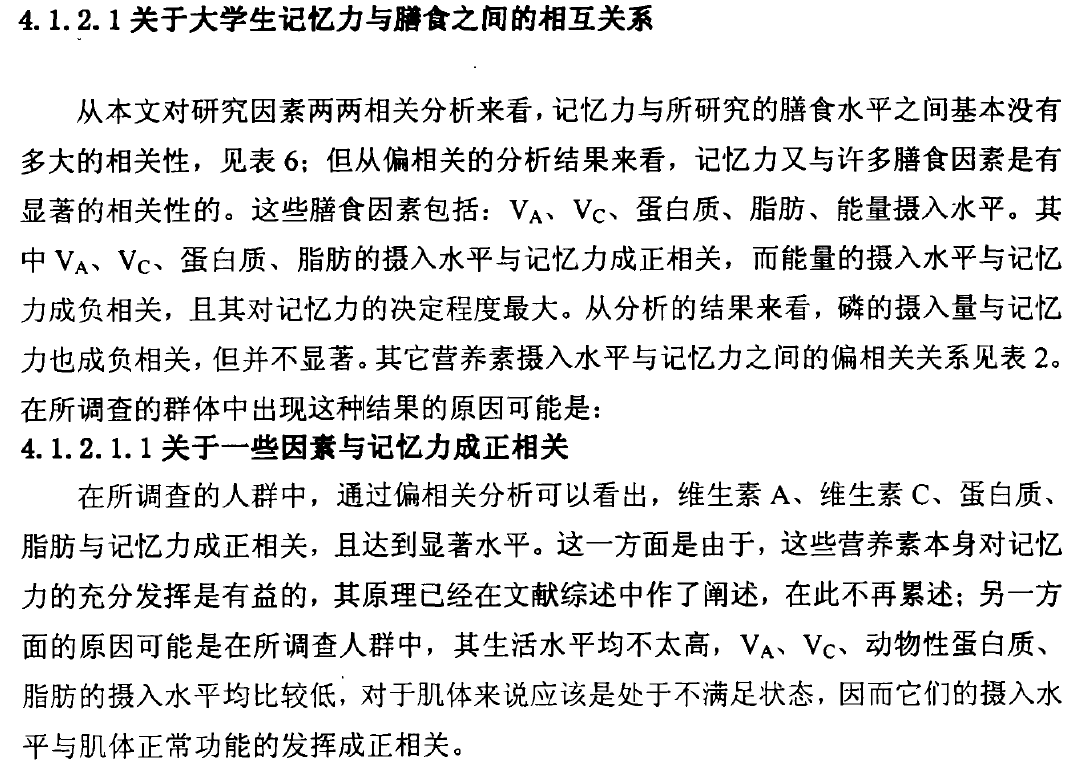 4.1.2.1关于大学生记忆力与膳食之间的相互关系
从本文对研究因素两两相关分析来看，记忆力与所研究的膳食水平之间基本没有
多大的相关性，见表6；但从偏相关的分析结果来看，记忆力又与许多膳食因素是有
显著的相关性的。这些膳食因素包括：VA、VC、蛋白质、脂肪、能量摄入水平。其
中VA、VC、蛋白质、脂肪的摄入水平与记忆力成正相关，而能量的摄入水平与记忆
力成负相关，且其对记忆力的决定程度最大。从分析的结果来看，磷的摄入量与记忆
力也成负相关，但并不显著。其它营养素摄入水平与记忆力之间的偏相关关系见表2。
在所调查的群体中出现这种结果的原因可能是：
4.1.2.1.1关于一些因素与记忆力成正相关
在所调查的人群中，通过偏相关分析可以看出，维生素A、维生素C、蛋白质、
脂肪与记忆力成正相关，且达到显著水平。这一方面是由于，这些营养素本身对记忆
力的充分发挥是有益的，其原理已经在文献综述中作了阐述，在此不再累述；另一方
面的原因可能是在所调查人群中，其生活水平均不太高，VA、VC、动物性蛋白质、
脂肪的摄入水平均比较低，对于肌体来说应该是处于不满足状态，因而它们的摄入水
平与肌体正常功能的发挥成正相关。